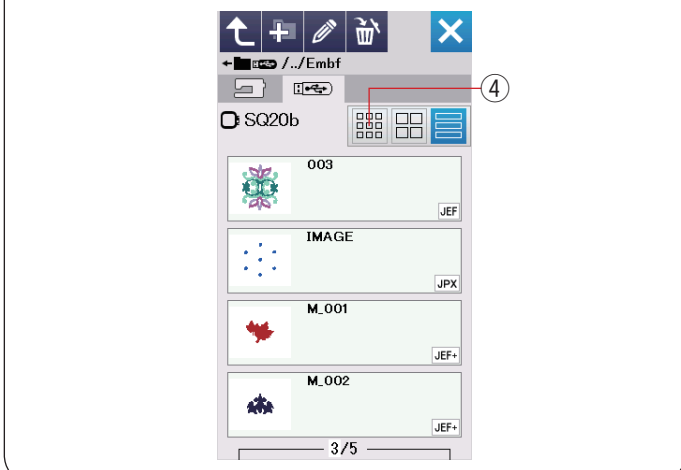 ←/../Embf
④
SQ20b
003
JEF
IMAGE
JPX
M_001
JEF+
M_002
JEF+
3/5